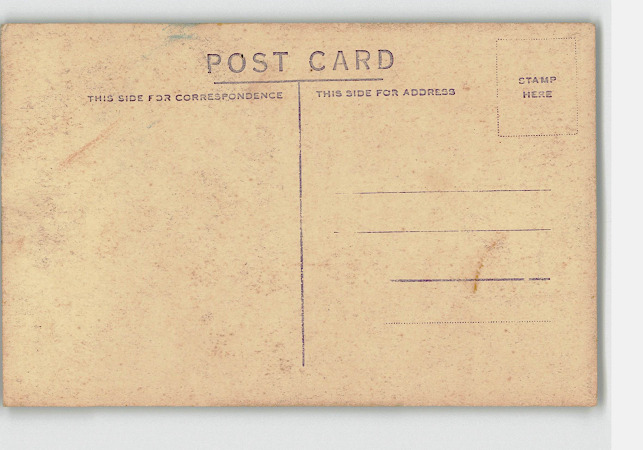 POST CARD
THIS SIDE FOR CORRESPONDENCE
THIS SIDE FOR ADDRESS
STAMP
HERE